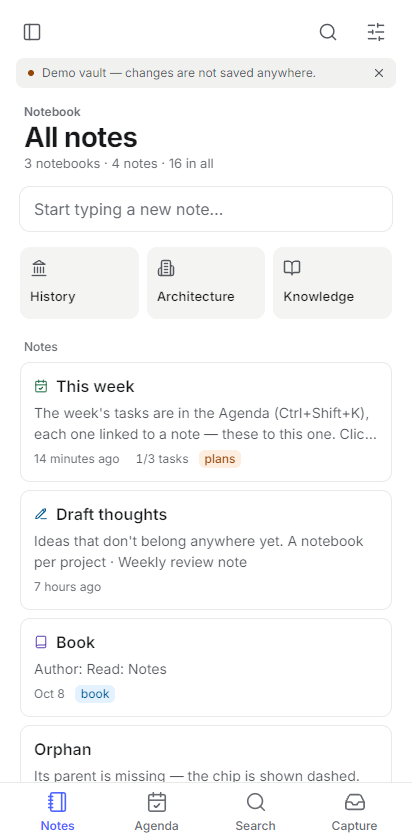 Demo vault — changes are not saved anywhere.
Notebook
All notes
3 notebooks · 4 notes · 16 in all
Start typing a new note...
History
Architecture
Knowledge
Notes
This week
The week's tasks are in the Agenda (Ctrl+Shift+K),
each one linked to a note — these to this one. Clic...
14 minutes ago 1/3 tasks plans
Draft thoughts
Ideas that don't belong anywhere yet. A notebook
per project · Weekly review note
7 hours ago
Book
Author: Read: Notes
Oct 8 book
Orphan
Its parent is missing — the chip is shown dashed.
Notes
Agenda
Search
Capture